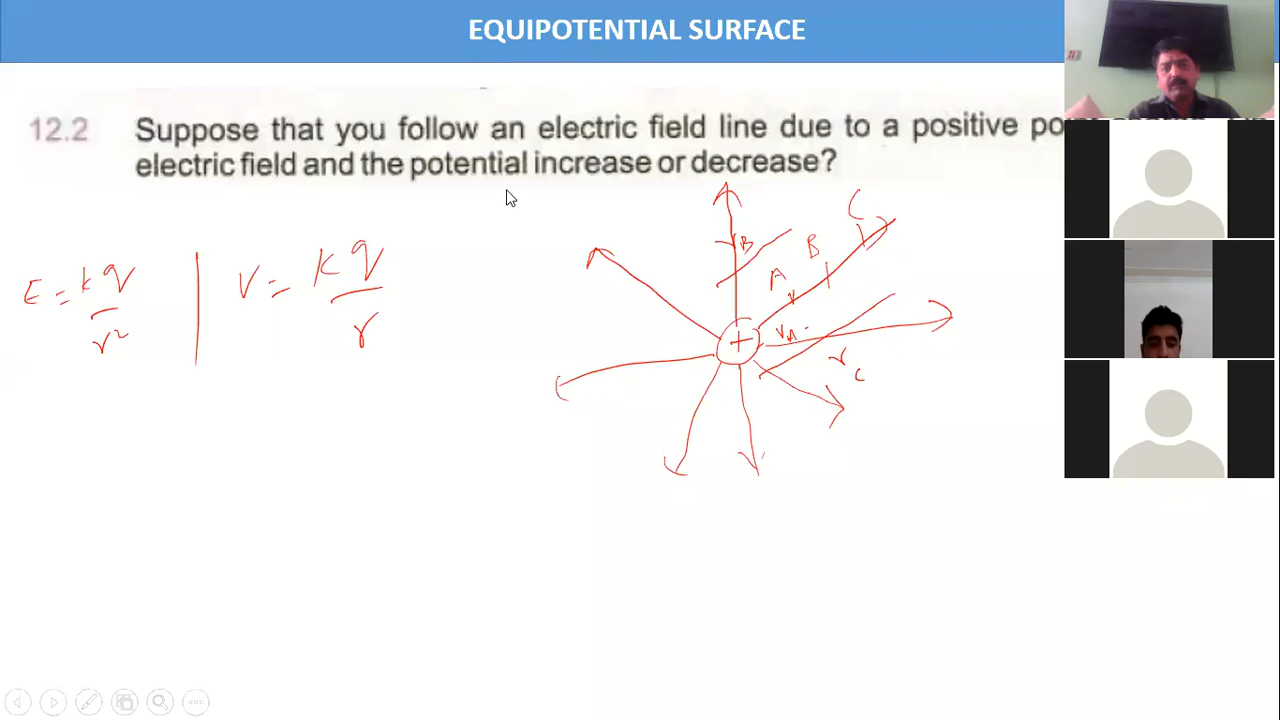 EQUIPOTENTIAL SURFACE
12.2 Suppose that you follow an electric field line due to a positive po
electric field and the potential increase or decrease?
E = kq / r²
V = kq / r
C
B
B
A
VA
r
C
+